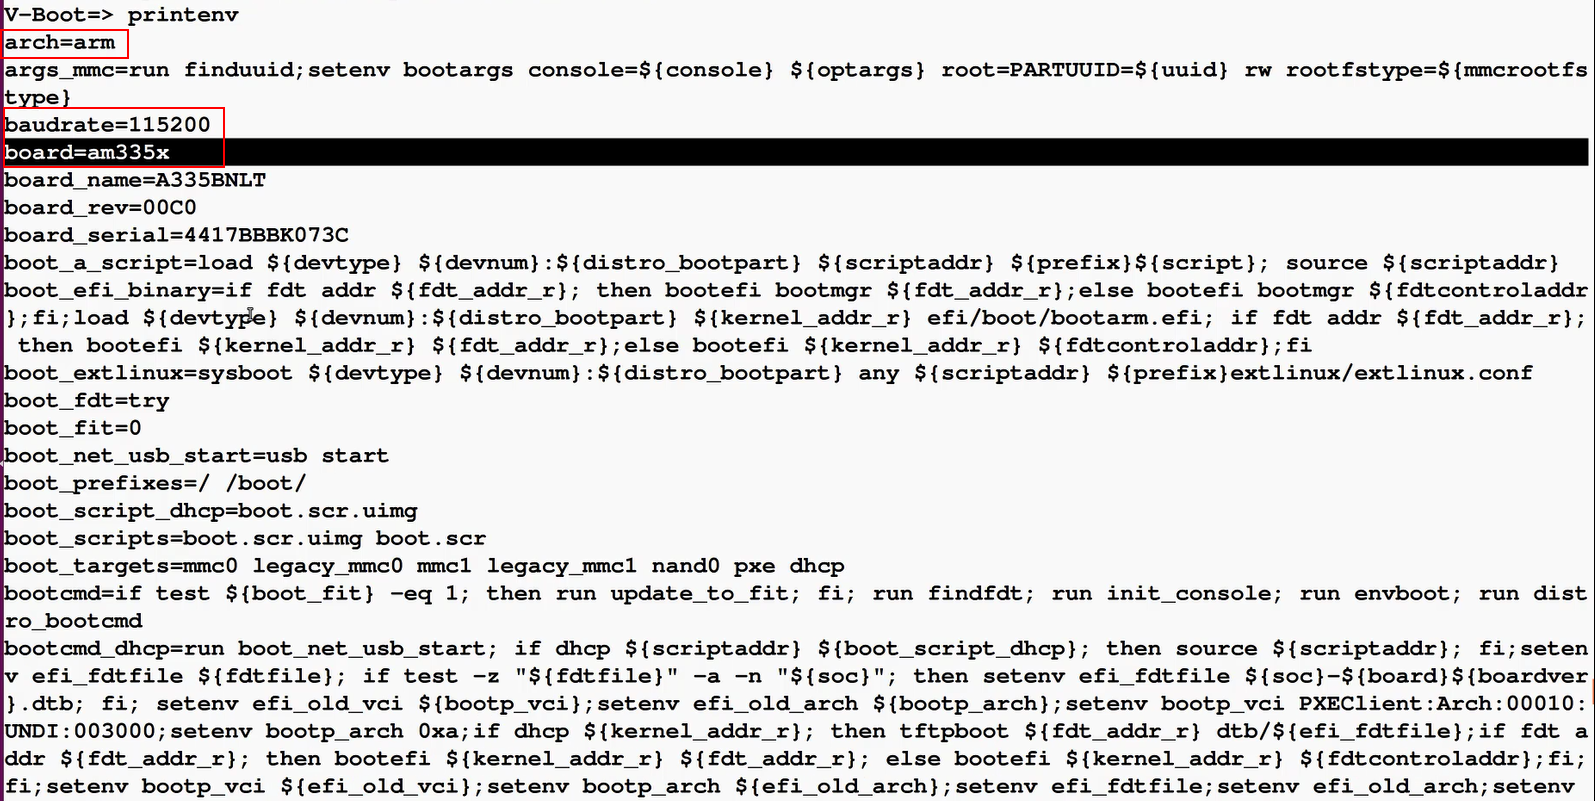 V-Boot=> printenv
arch=arm
args_mmc=run finduuid;setenv bootargs console=${console} ${optargs} root=PARTUUID=${uuid} rw rootfstype=${mmcrootfs
type}
baudrate=115200
board=am335x
board_name=A335BNLT
board_rev=00C0
board_serial=4417BBBK073C
boot_a_script=load ${devtype} ${devnum}:${distro_bootpart} ${scriptaddr} ${prefix}${script}; source ${scriptaddr}
boot_efi_binary=if fdt addr ${fdt_addr_r}; then bootefi bootmgr ${fdt_addr_r};else bootefi bootmgr ${fdtcontroladdr
};fi;load ${devtype} ${devnum}:${distro_bootpart} ${kernel_addr_r} efi/boot/bootarm.efi; if fdt addr ${fdt_addr_r};
 then bootefi ${kernel_addr_r} ${fdt_addr_r};else bootefi ${kernel_addr_r} ${fdtcontroladdr};fi
boot_extlinux=sysboot ${devtype} ${devnum}:${distro_bootpart} any ${scriptaddr} ${prefix}extlinux/extlinux.conf
boot_fdt=try
boot_fit=0
boot_net_usb_start=usb start
boot_prefixes=/ /boot/
boot_script_dhcp=boot.scr.uimg
boot_scripts=boot.scr.uimg boot.scr
boot_targets=mmc0 legacy_mmc0 mmc1 legacy_mmc1 nand0 pxe dhcp
bootcmd=if test ${boot_fit} -eq 1; then run update_to_fit; fi; run findfdt; run init_console; run envboot; run dist
ro_bootcmd
bootcmd_dhcp=run boot_net_usb_start; if dhcp ${scriptaddr} ${boot_script_dhcp}; then source ${scriptaddr}; fi;seten
v efi_fdtfile ${fdtfile}; if test -z "${fdtfile}" -a -n "${soc}"; then setenv efi_fdtfile ${soc}-${board}${boardver
}.dtb; fi; setenv efi_old_vci ${bootp_vci};setenv efi_old_arch ${bootp_arch};setenv bootp_vci PXEClient:Arch:00010:
UNDI:003000;setenv bootp_arch 0xa;if dhcp ${kernel_addr_r}; then tftpboot ${fdt_addr_r} dtb/${efi_fdtfile};if fdt a
ddr ${fdt_addr_r}; then bootefi ${kernel_addr_r} ${fdt_addr_r}; else bootefi ${kernel_addr_r} ${fdtcontroladdr};fi;
fi;setenv bootp_vci ${efi_old_vci};setenv bootp_arch ${efi_old_arch};setenv efi_fdtfile;setenv efi_old_arch;setenv